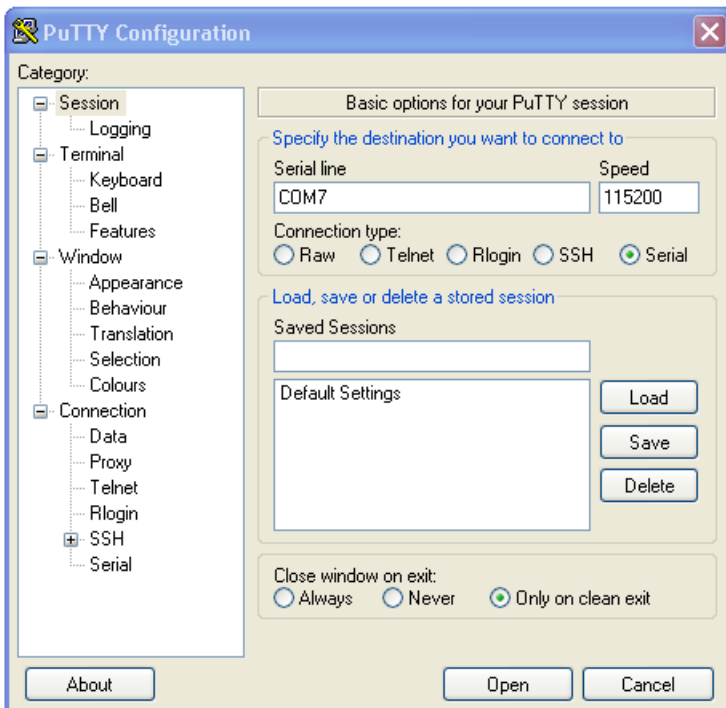 PuTTY Configuration
Category:
Session
Logging
Terminal
Keyboard
Bell
Features
Window
Appearance
Behaviour
Translation
Selection
Colours
Connection
Data
Proxy
Telnet
Rlogin
SSH
Serial
Basic options for your PuTTY session
Specify the destination you want to connect to
Serial line Speed
COM7 115200
Connection type:
Raw Telnet Rlogin SSH Serial
Load, save or delete a stored session
Saved Sessions
Default Settings
Load
Save
Delete
Close window on exit:
Always Never Only on clean exit
About Open Cancel